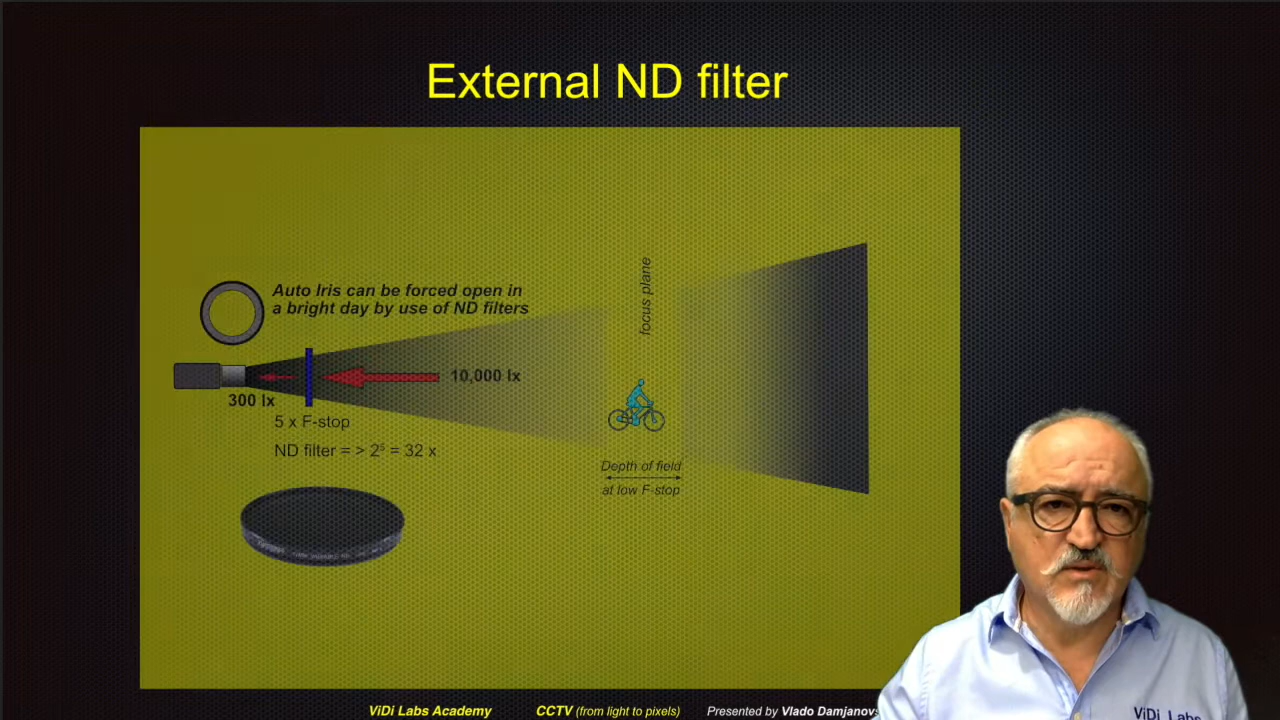 External ND filter
focus plane
Auto Iris can be forced open in
a bright day by use of ND filters
10,000 lx
300 lx
5 x F-stop
ND filter = > 2⁵ = 32 x
Depth of field
at low F-stop
ViDi Labs
ViDi Labs Academy CCTV (from light to pixels) Presented by Vlado Damjanovs